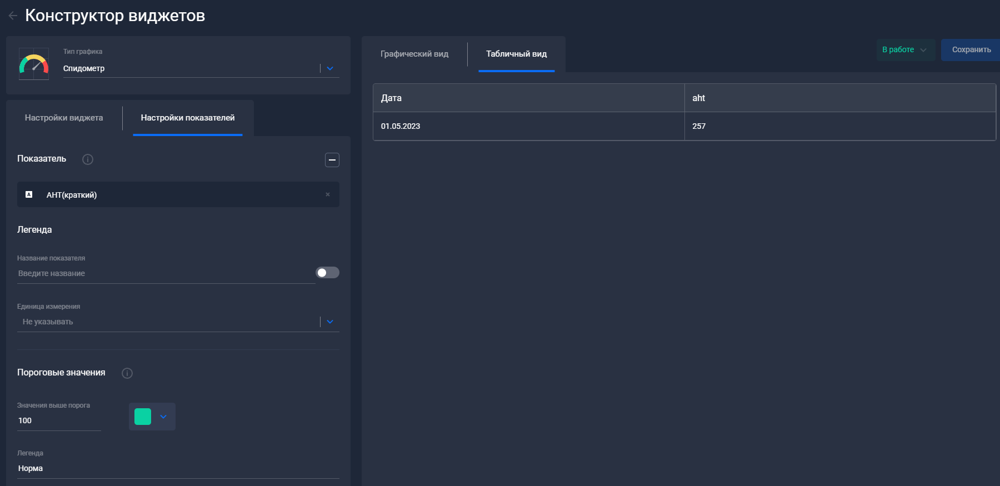 Конструктор виджетов
Тип графика
Спидометр
Настройки виджета
Настройки показателей
Показатель
A
AHT(краткий)
Легенда
Название показателя
Введите название
Единица измерения
Не указывать
Пороговые значения
Значения выше порога
100
Легенда
Норма
Графический вид
Табличный вид
В работе
Сохранить
Дата
aht
01.05.2023
257